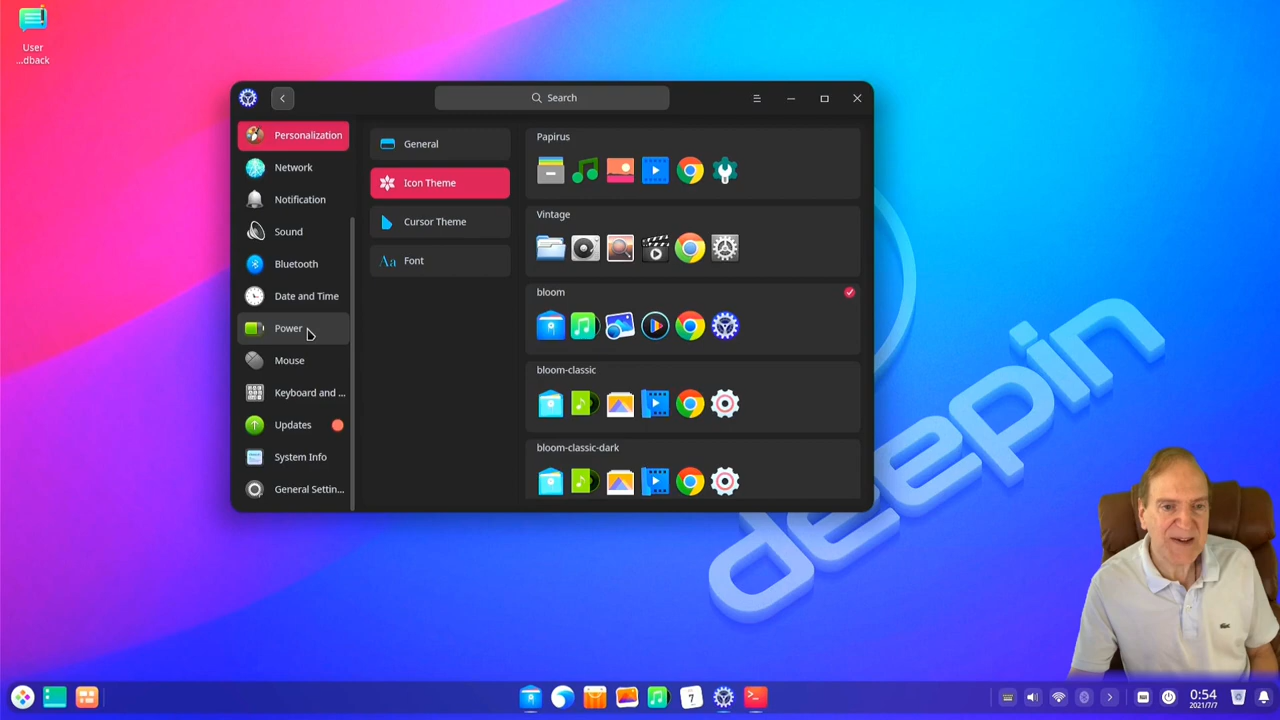 User
...dback
Search
Personalization
Network
Notification
Sound
Bluetooth
Date and Time
Power
Mouse
Keyboard and ...
Updates
System Info
General Settin...
General
Icon Theme
Cursor Theme
Aa Font
Papirus
Vintage
bloom
bloom-classic
bloom-classic-dark
deepin
7
0:54
2021/7/7